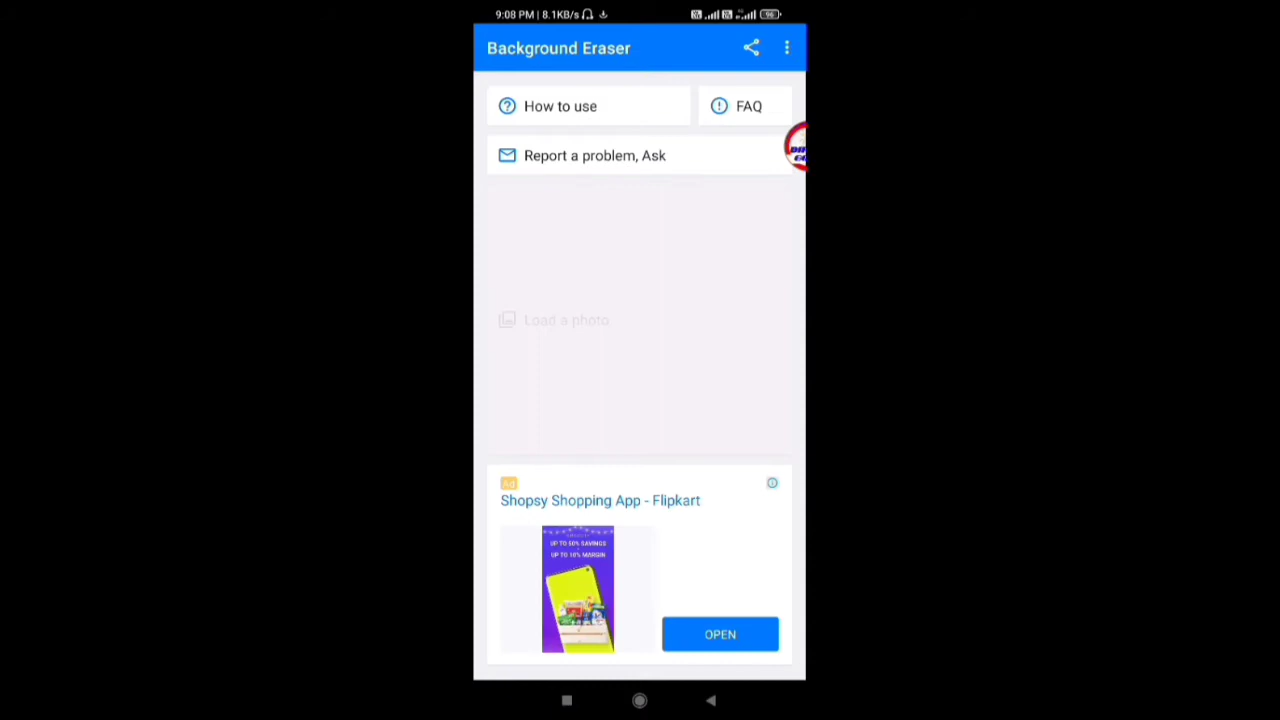 9:08 PM | 8.1KB/s
96
Background Eraser
How to use
FAQ
Report a problem, Ask
Load a photo
Ad
Shopsy Shopping App - Flipkart
UP TO 50% SAVINGS
UP TO 10% MARGIN
OPEN